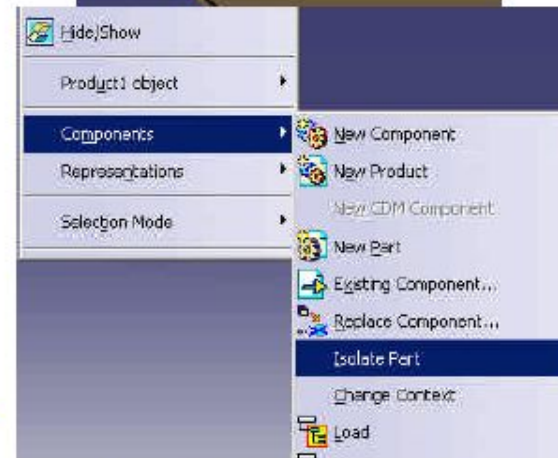 Hide/Show
Product1 object
Components
Representations
Selection Mode
New Component
New Product
New CDM Component
New Part
Existing Component...
Replace Component...
Isolate Part
Change Context
Load